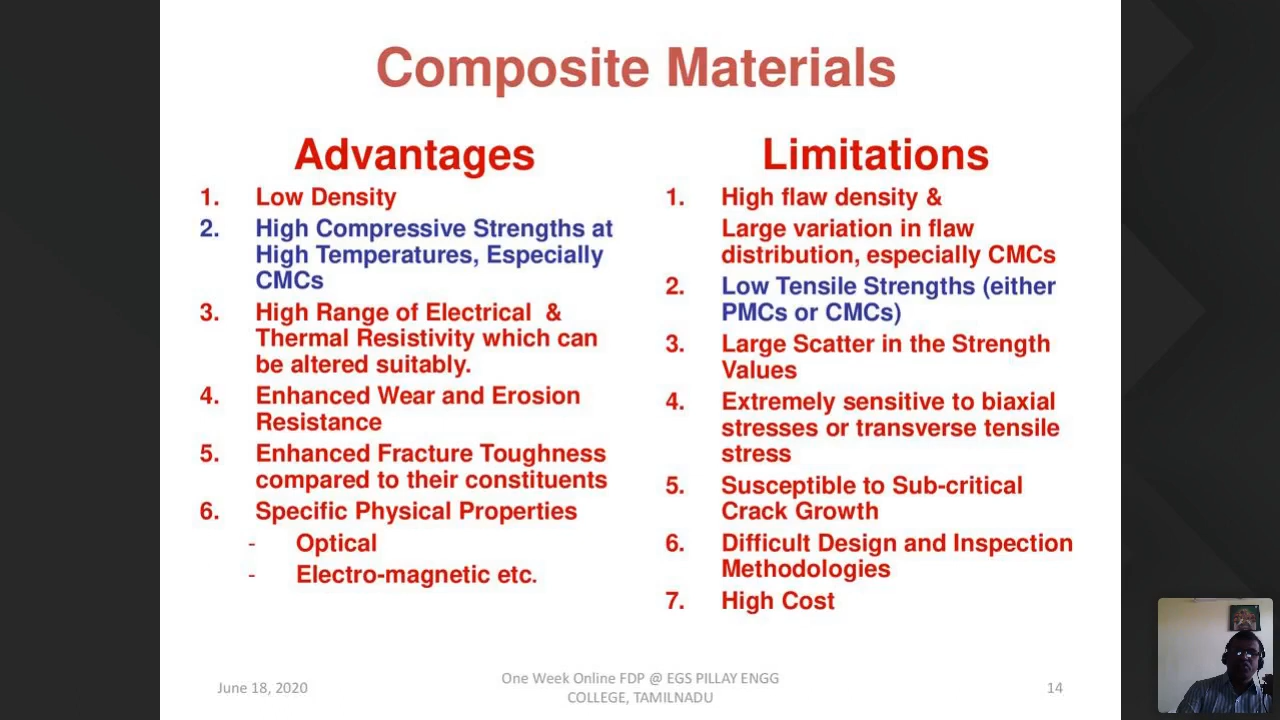 Composite Materials
Advantages
1. Low Density
2. High Compressive Strengths at
High Temperatures, Especially
CMCs
3. High Range of Electrical &
Thermal Resistivity which can
be altered suitably.
4. Enhanced Wear and Erosion
Resistance
5. Enhanced Fracture Toughness
compared to their constituents
6. Specific Physical Properties
- Optical
- Electro-magnetic etc.
Limitations
1. High flaw density &
Large variation in flaw
distribution, especially CMCs
2. Low Tensile Strengths (either
PMCs or CMCs)
3. Large Scatter in the Strength
Values
4. Extremely sensitive to biaxial
stresses or transverse tensile
stress
5. Susceptible to Sub-critical
Crack Growth
6. Difficult Design and Inspection
Methodologies
7. High Cost
June 18, 2020
One Week Online FDP @ EGS PILLAY ENGG
COLLEGE, TAMILNADU
14